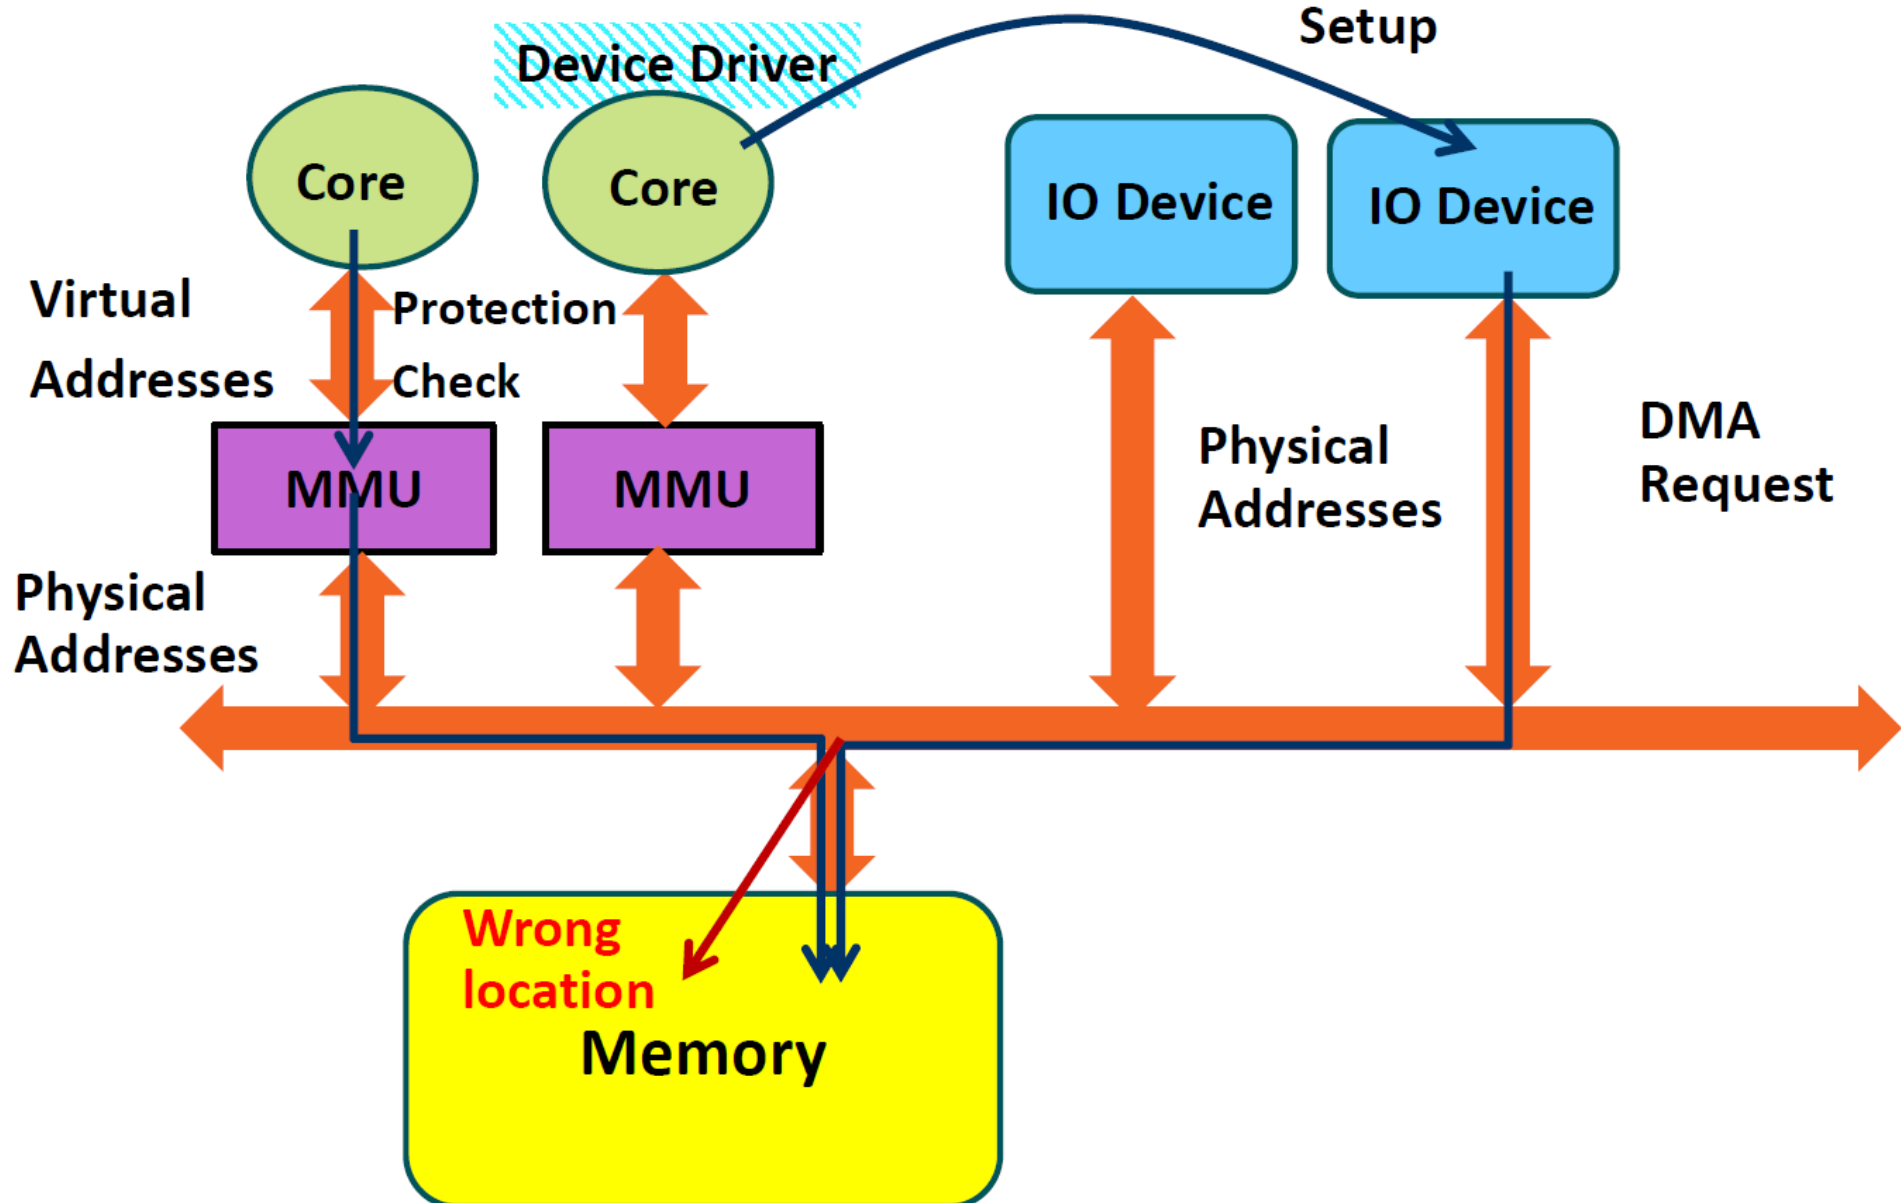 Setup
Device Driver
Core
Core
IO Device
IO Device
Virtual
Addresses
Protection
Check
MMU
MMU
Physical
Addresses
DMA
Request
Physical
Addresses
Wrong
location
Memory